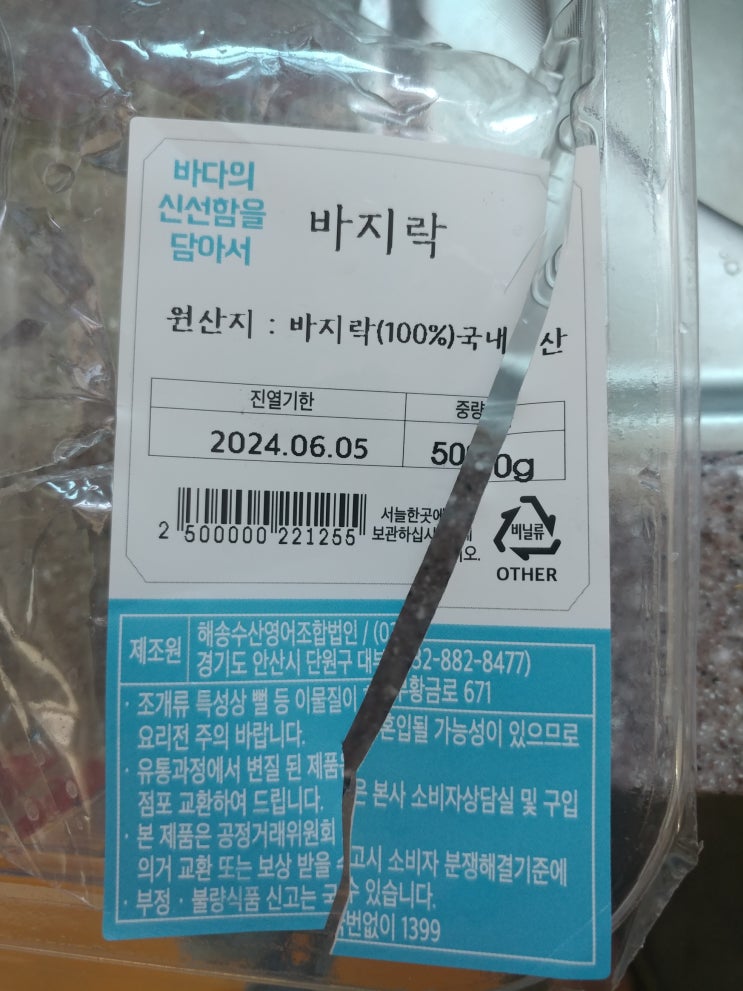 바다의
신선함을
담아서
바지락
원산지 : 바지락(100%)국내산
진열기한 중량
2024.06.05 500g
2 500000 221255
서늘한곳에
보관하십시오.
비닐류
OTHER
제조원
해송수산영어조합법인 / (032-882-8477)
경기도 안산시 단원구 대부황금로 671
· 조개류 특성상 뻘 등 이물질이 혼입될 가능성이 있으므로
요리전 주의 바랍니다.
· 유통과정에서 변질 된 제품은 본사 소비자상담실 및 구입
점포 교환하여 드립니다.
· 본 제품은 공정거래위원회 고시 소비자 분쟁해결기준에
의거 교환 또는 보상 받을 수 있습니다.
· 부정 · 불량식품 신고는 국번없이 1399